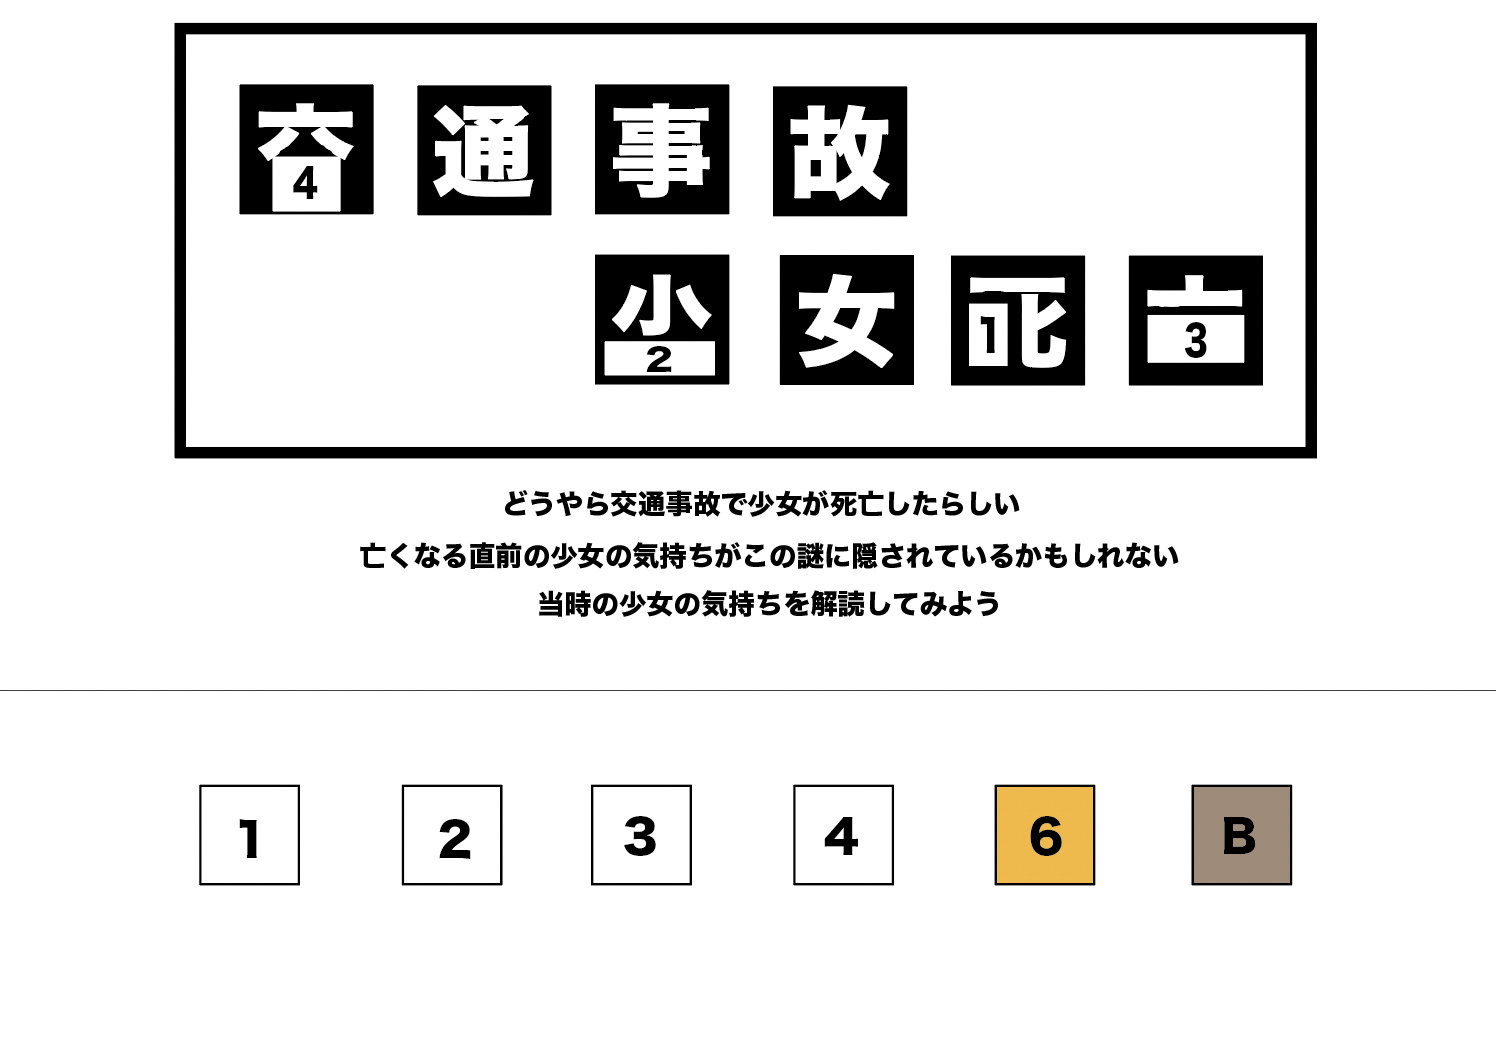 交4通事故
少2女死1亡3
どうやら交通事故で少女が死亡したらしい
亡くなる直前の少女の気持ちがこの謎に隠されているかもしれない
当時の少女の気持ちを解読してみよう
1 2 3 4 6 B